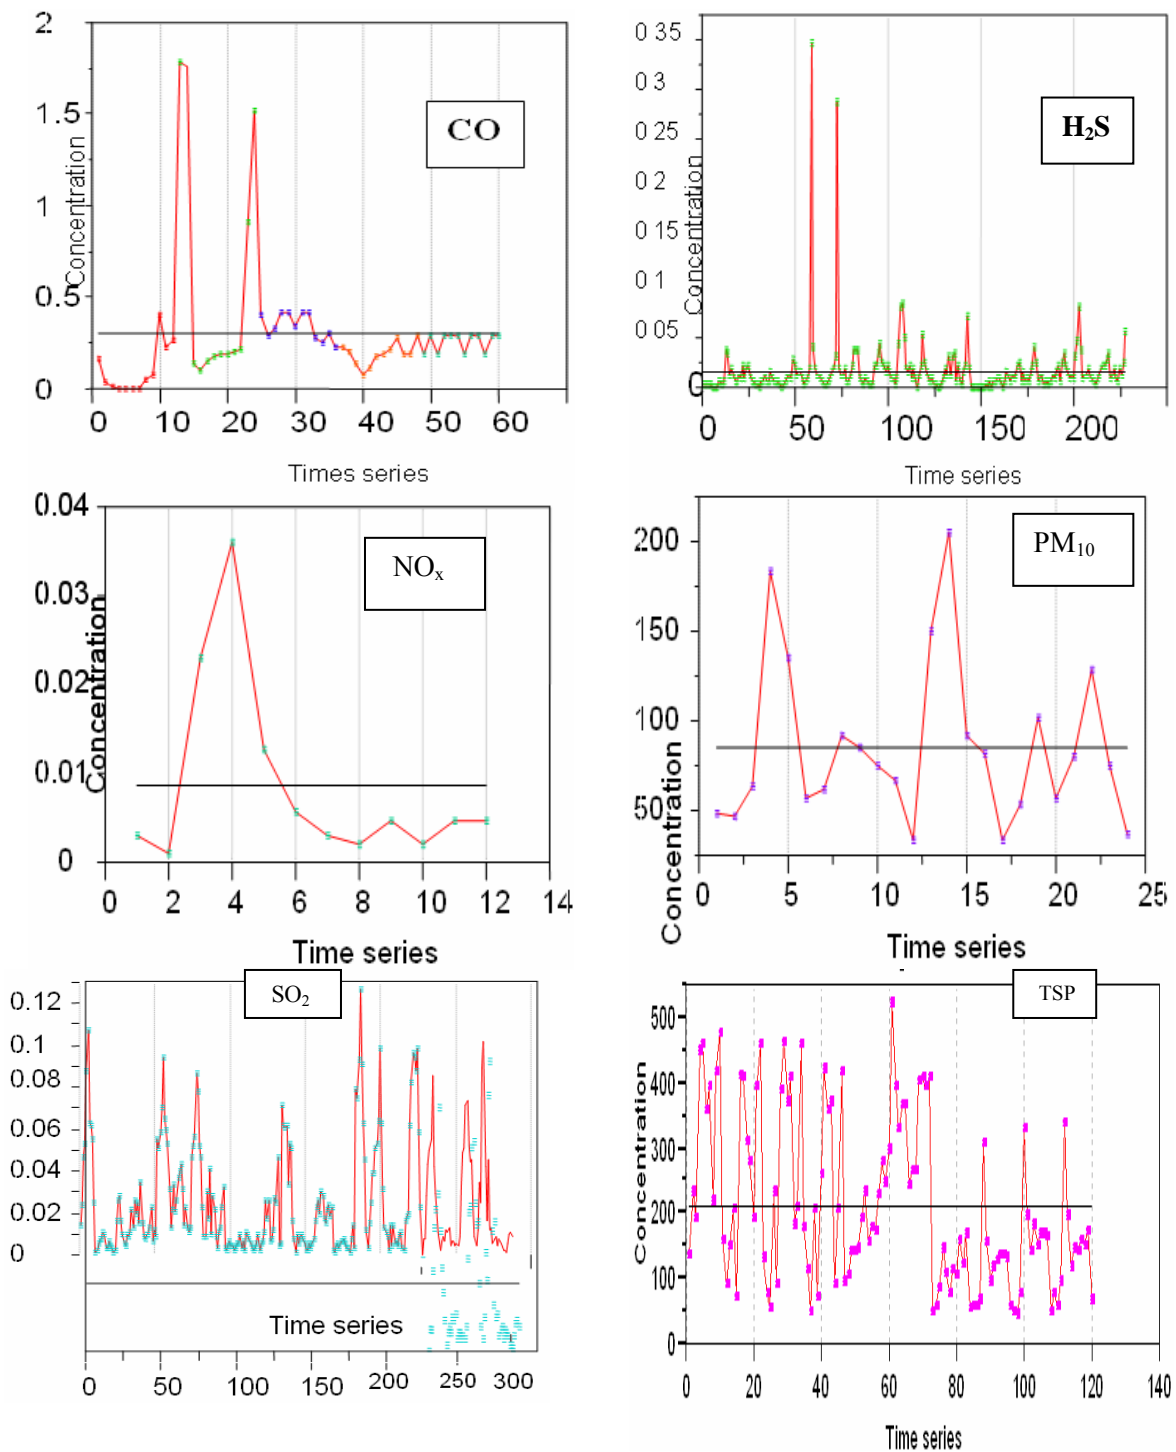 2
1.5
1
0.5
0
Concentration
CO
0 10 20 30 40 50 60
Times series
0 35
0.3
0.25
0 2
0 15
0 1
0 05
0
Concentration
H₂S
0 50 100 150 200
Time series
0.04
0.03
0.02
0.01
0
Concentration
NOₓ
0 2 4 6 8 10 12 14
Time series
200
150
100
50
Concentration
PM₁₀
0 5 10 15 20 25
Time series
0.12
0.1
0.08
0.06
0.04
0.02
0
SO₂
Time series
0 50 100 150 200 250 300
500
400
300
200
100
0
Concentration
TSP
0 20 40 60 80 100 120 140
Time series